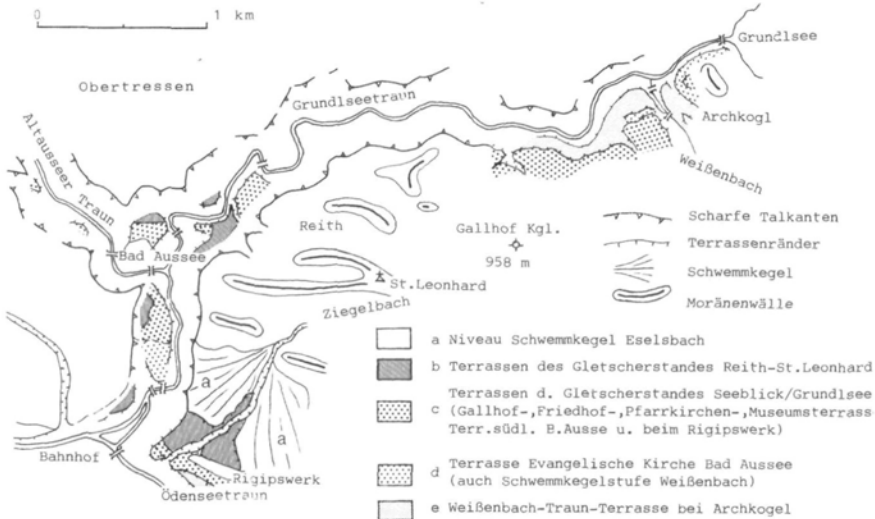 0
1 km
Grundlsee
Obertressen
Grundlseetraun
Archkogl
Altausseer
Traun
Weißenbach
Reith
Gallhof Kgl.
958 m
Scharfe Talkanten
Terrassenränder
Bad Aussee
St.Leonhard
Schwemmkegel
Ziegelbach
Moränenwälle
a Niveau Schwemmkegel Eselsbach
b Terrassen des Gletscherstandes Reith-St.Leonhard
Terrassen d. Gletscherstandes Seeblick/Grundlsee
c (Gallhof-,Friedhof-,Pfarrkirchen-,Museumsterrass
Terr.südl. B.Ausse u. beim Rigipswerk)
a
a
Bahnhof
d Terrasse Evangelische Kirche Bad Aussee
(auch Schwemmkegelstufe Weißenbach)
Rigipswerk
Ödenseetraun
e Weißenbach-Traun-Terrasse bei Archkogel